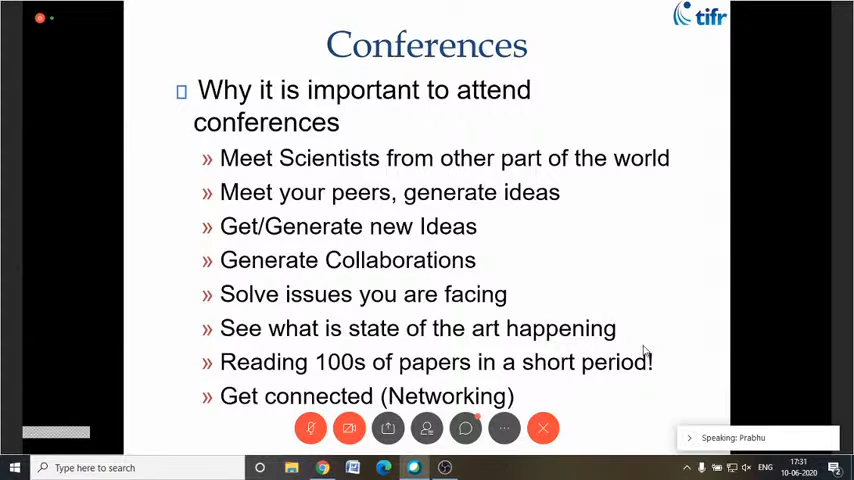 tifr
Conferences
Why it is important to attend
conferences
» Meet Scientists from other part of the world
» Meet your peers, generate ideas
» Get/Generate new Ideas
» Generate Collaborations
» Solve issues you are facing
» See what is state of the art happening
» Reading 100s of papers in a short period!
» Get connected (Networking)
Speaking: Prabhu
Type here to search
ENG
17:31
10-06-2020
2